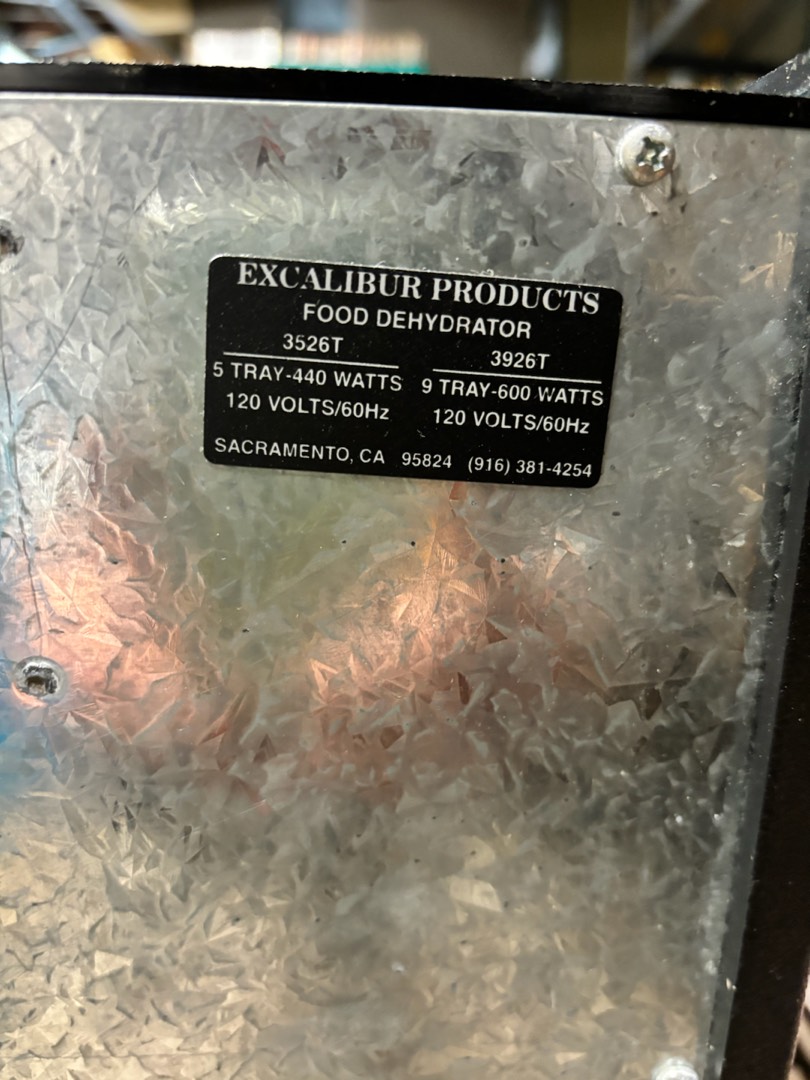 EXCALIBUR PRODUCTS
FOOD DEHYDRATOR
3526T 3926T
5 TRAY-440 WATTS 9 TRAY-600 WATTS
120 VOLTS/60Hz 120 VOLTS/60Hz
SACRAMENTO, CA 95824 (916) 381-4254